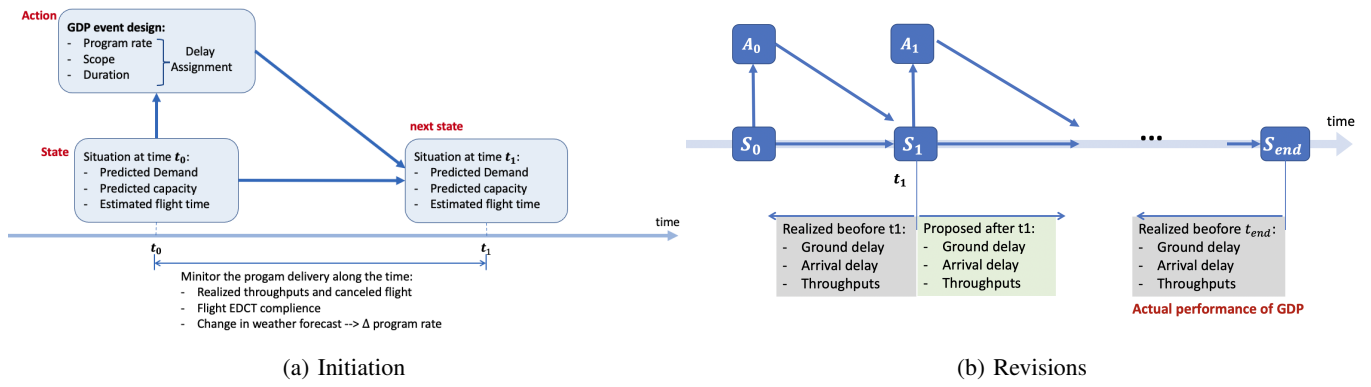 Action
GDP event design:
- Program rate
- Scope
- Duration
Delay
Assignment
next state
State
Situation at time t₀:
- Predicted Demand
- Predicted capacity
- Estimated flight time
Situation at time t₁:
- Predicted Demand
- Predicted capacity
- Estimated flight time
time
t₀
t₁
Minitor the progam delivery along the time:
- Realized throughputs and canceled flight
- Flight EDCT complience
- Change in weather forecast --> Δ program rate
(a) Initiation
A₀
A₁
time
S₀
S₁
...
S_end
t₁
Realized beofore t1:
- Ground delay
- Arrival delay
- Throughputs
Proposed after t1:
- Ground delay
- Arrival delay
- Throughputs
Realized beofore t_end:
- Ground delay
- Arrival delay
- Throughputs
Actual performance of GDP
(b) Revisions